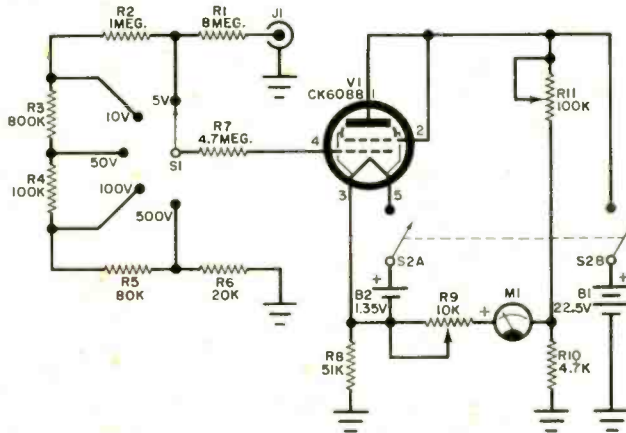 R2
1MEG.
R1
8MEG.
J1
R3
800K
10V
5V
V1
CK6088
1
2
R11
100K
R7
4.7MEG.
4
S1
50V
R4
100K
100V
500V
3
5
S2A
S2B
R5
80K
R6
20K
+
B2
1.35V
R9
10K
+
M1
+
B1
22.5V
R8
51K
R10
4.7K